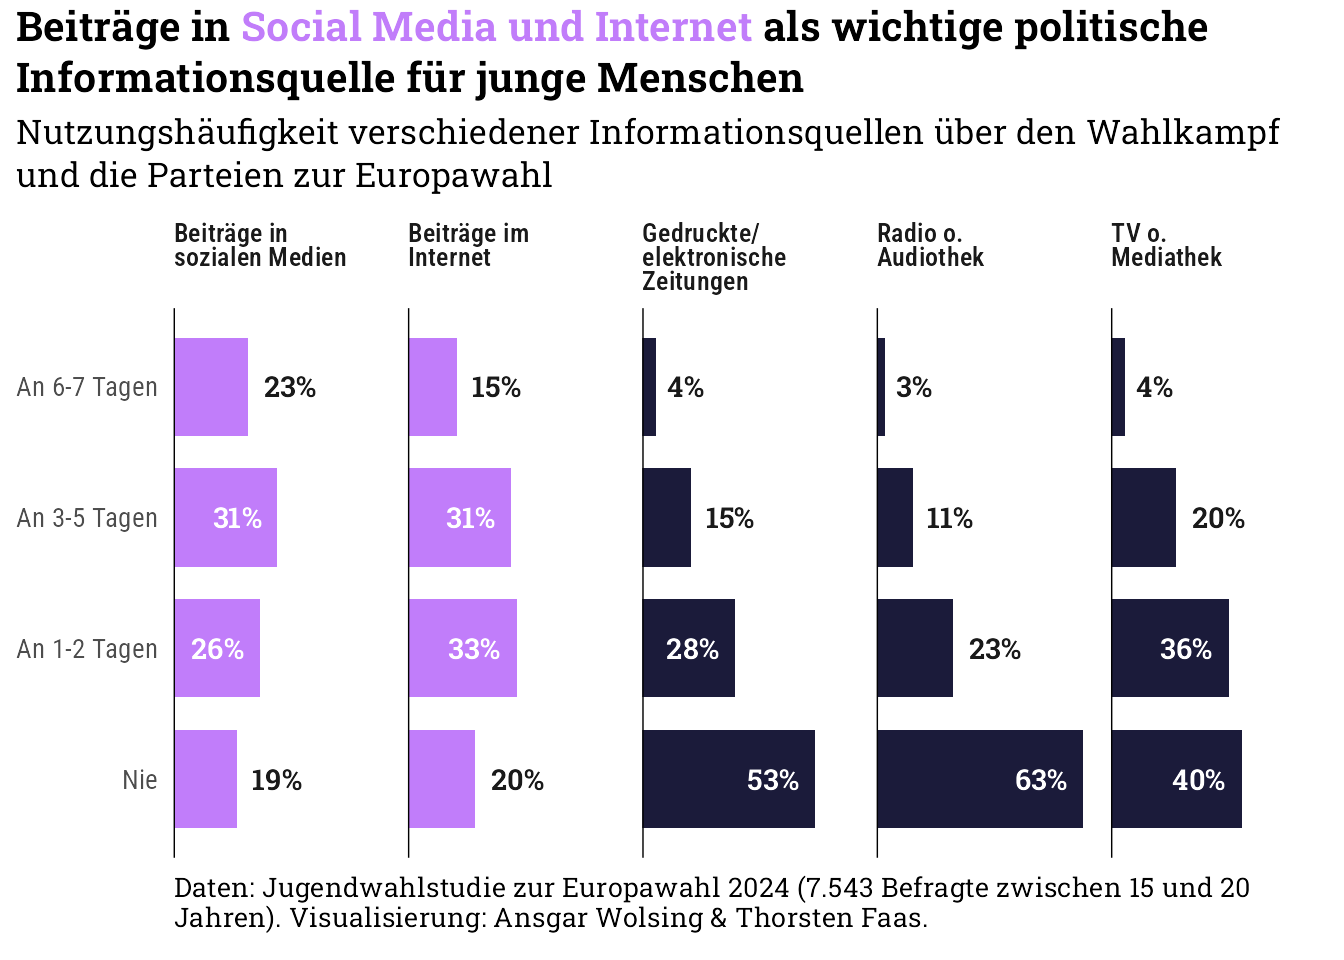 Beiträge in Social Media und Internet als wichtige politische
Informationsquelle für junge Menschen
Nutzungshäufigkeit verschiedener Informationsquellen über den Wahlkampf
und die Parteien zur Europawahl
Beiträge in
sozialen Medien
Beiträge im
Internet
Gedruckte/
elektronische
Zeitungen
Radio o.
Audiothek
TV o.
Mediathek
An 6-7 Tagen 23% 15% 4% 3% 4%
An 3-5 Tagen 31% 31% 15% 11% 20%
An 1-2 Tagen 26% 33% 28% 23% 36%
Nie 19% 20% 53% 63% 40%
Daten: Jugendwahlstudie zur Europawahl 2024 (7.543 Befragte zwischen 15 und 20
Jahren). Visualisierung: Ansgar Wolsing & Thorsten Faas.